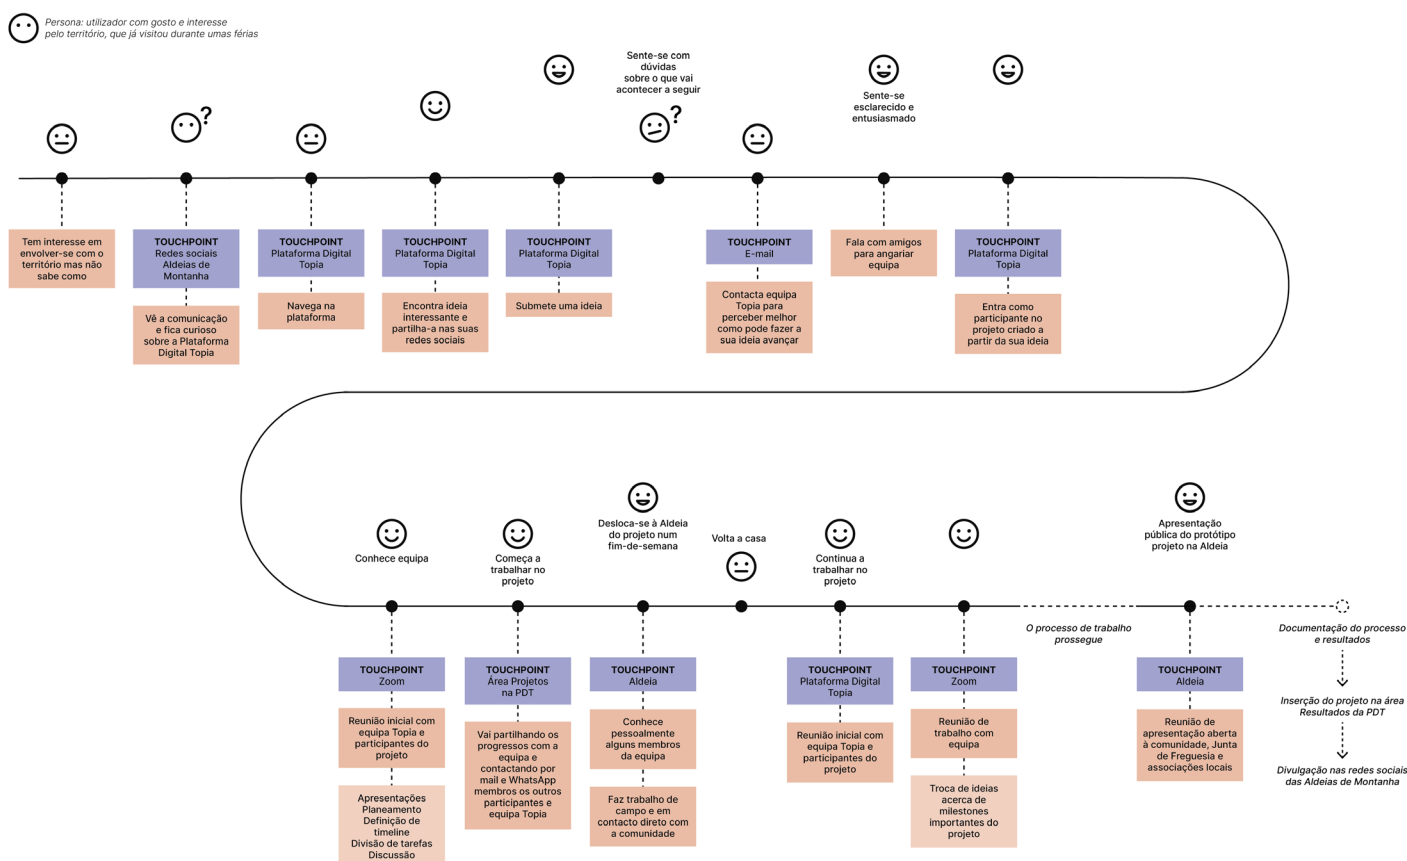 Persona: utilizador com gosto e interesse
pelo território, que já visitou durante umas férias
?
Sente-se com
dúvidas
sobre o que vai
acontecer a seguir
?
Sente-se
esclarecido e
entusiasmado
Tem interesse em
envolver-se com o
território mas não
sabe como
TOUCHPOINT
Redes sociais
Aldeias de
Montanha
Vê a comunicação
e fica curioso
sobre a Plataforma
Digital Topia
TOUCHPOINT
Plataforma Digital
Topia
Navega na
plataforma
TOUCHPOINT
Plataforma Digital
Topia
Encontra ideia
interessante e
partilha-a nas suas
redes sociais
TOUCHPOINT
Plataforma Digital
Topia
Submete uma ideia
TOUCHPOINT
E-mail
Contacta equipa
Topia para
perceber melhor
como pode fazer a
sua ideia avançar
Fala com amigos
para angariar
equipa
TOUCHPOINT
Plataforma Digital
Topia
Entra como
participante no
projeto criado a
partir da sua ideia
Conhece equipa
TOUCHPOINT
Zoom
Reunião inicial com
equipa Topia e
participantes do
projeto
Apresentações
Planeamento
Definição de
timeline
Divisão de tarefas
Discussão
Começa a
trabalhar no
projeto
TOUCHPOINT
Área Projetos
na PDT
Vai partilhando os
progressos com a
equipa e
contactando por
mail e WhatsApp
membros os outros
participantes e
equipa Topia
Desloca-se à Aldeia
do projeto num
fim-de-semana
TOUCHPOINT
Aldeia
Conhece
pessoalmente
alguns membros
da equipa
Faz trabalho de
campo e em
contacto direto com
a comunidade
Volta a casa
Continua a
trabalhar no
projeto
TOUCHPOINT
Plataforma Digital
Topia
Reunião inicial com
equipa Topia e
participantes do
projeto
TOUCHPOINT
Zoom
Reunião de
trabalho com
equipa
Troca de ideias
acerca de
milestones
importantes do
projeto
O processo de trabalho
prossegue
Apresentação
pública do protótipo
projeto na Aldeia
TOUCHPOINT
Aldeia
Reunião de
apresentação aberta
à comunidade, Junta
de Freguesia e
associações locais
Documentação do processo
e resultados
Inserção do projeto na área
Resultados da PDT
Divulgação nas redes sociais
das Aldeias de Montanha